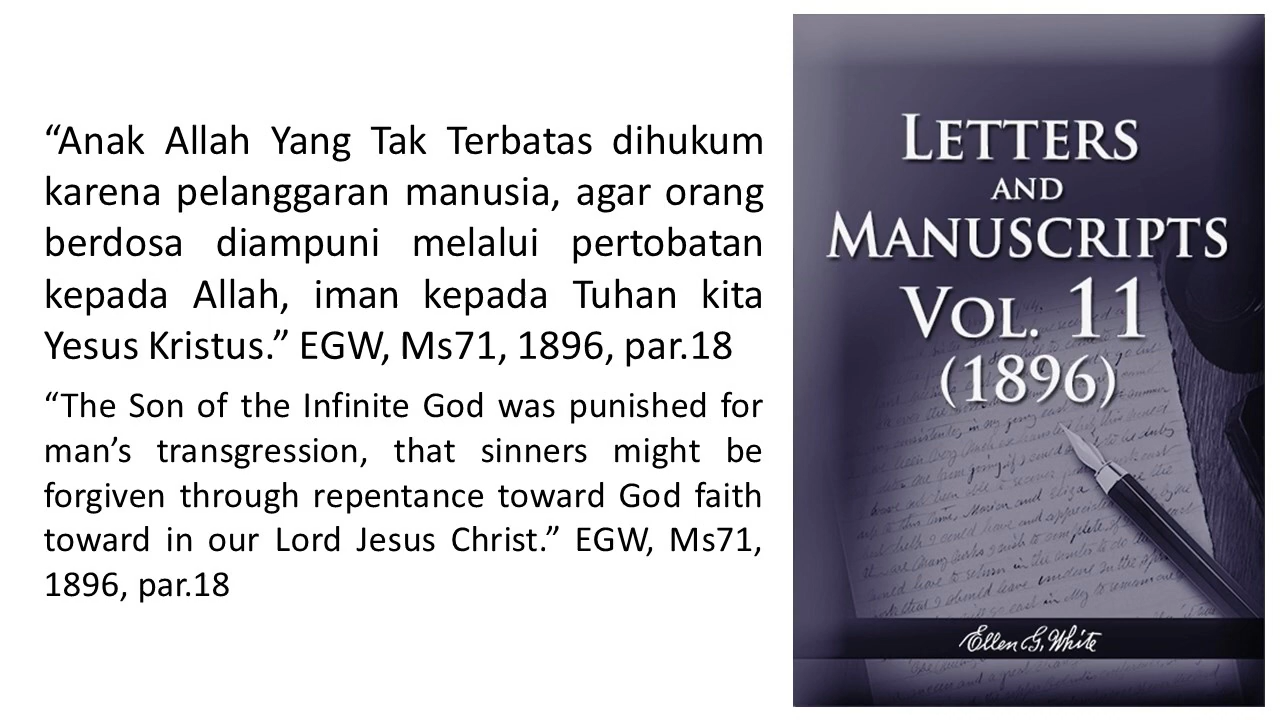 “Anak Allah Yang Tak Terbatas dihukum
karena pelanggaran manusia, agar orang
berdosa diampuni melalui pertobatan
kepada Allah, iman kepada Tuhan kita
Yesus Kristus.” EGW, Ms71, 1896, par.18
“The Son of the Infinite God was punished for
man’s transgression, that sinners might be
forgiven through repentance toward God faith
toward in our Lord Jesus Christ.” EGW, Ms71,
1896, par.18
LETTERS
AND
MANUSCRIPTS
VOL. 11
(1896)
Ellen G. White